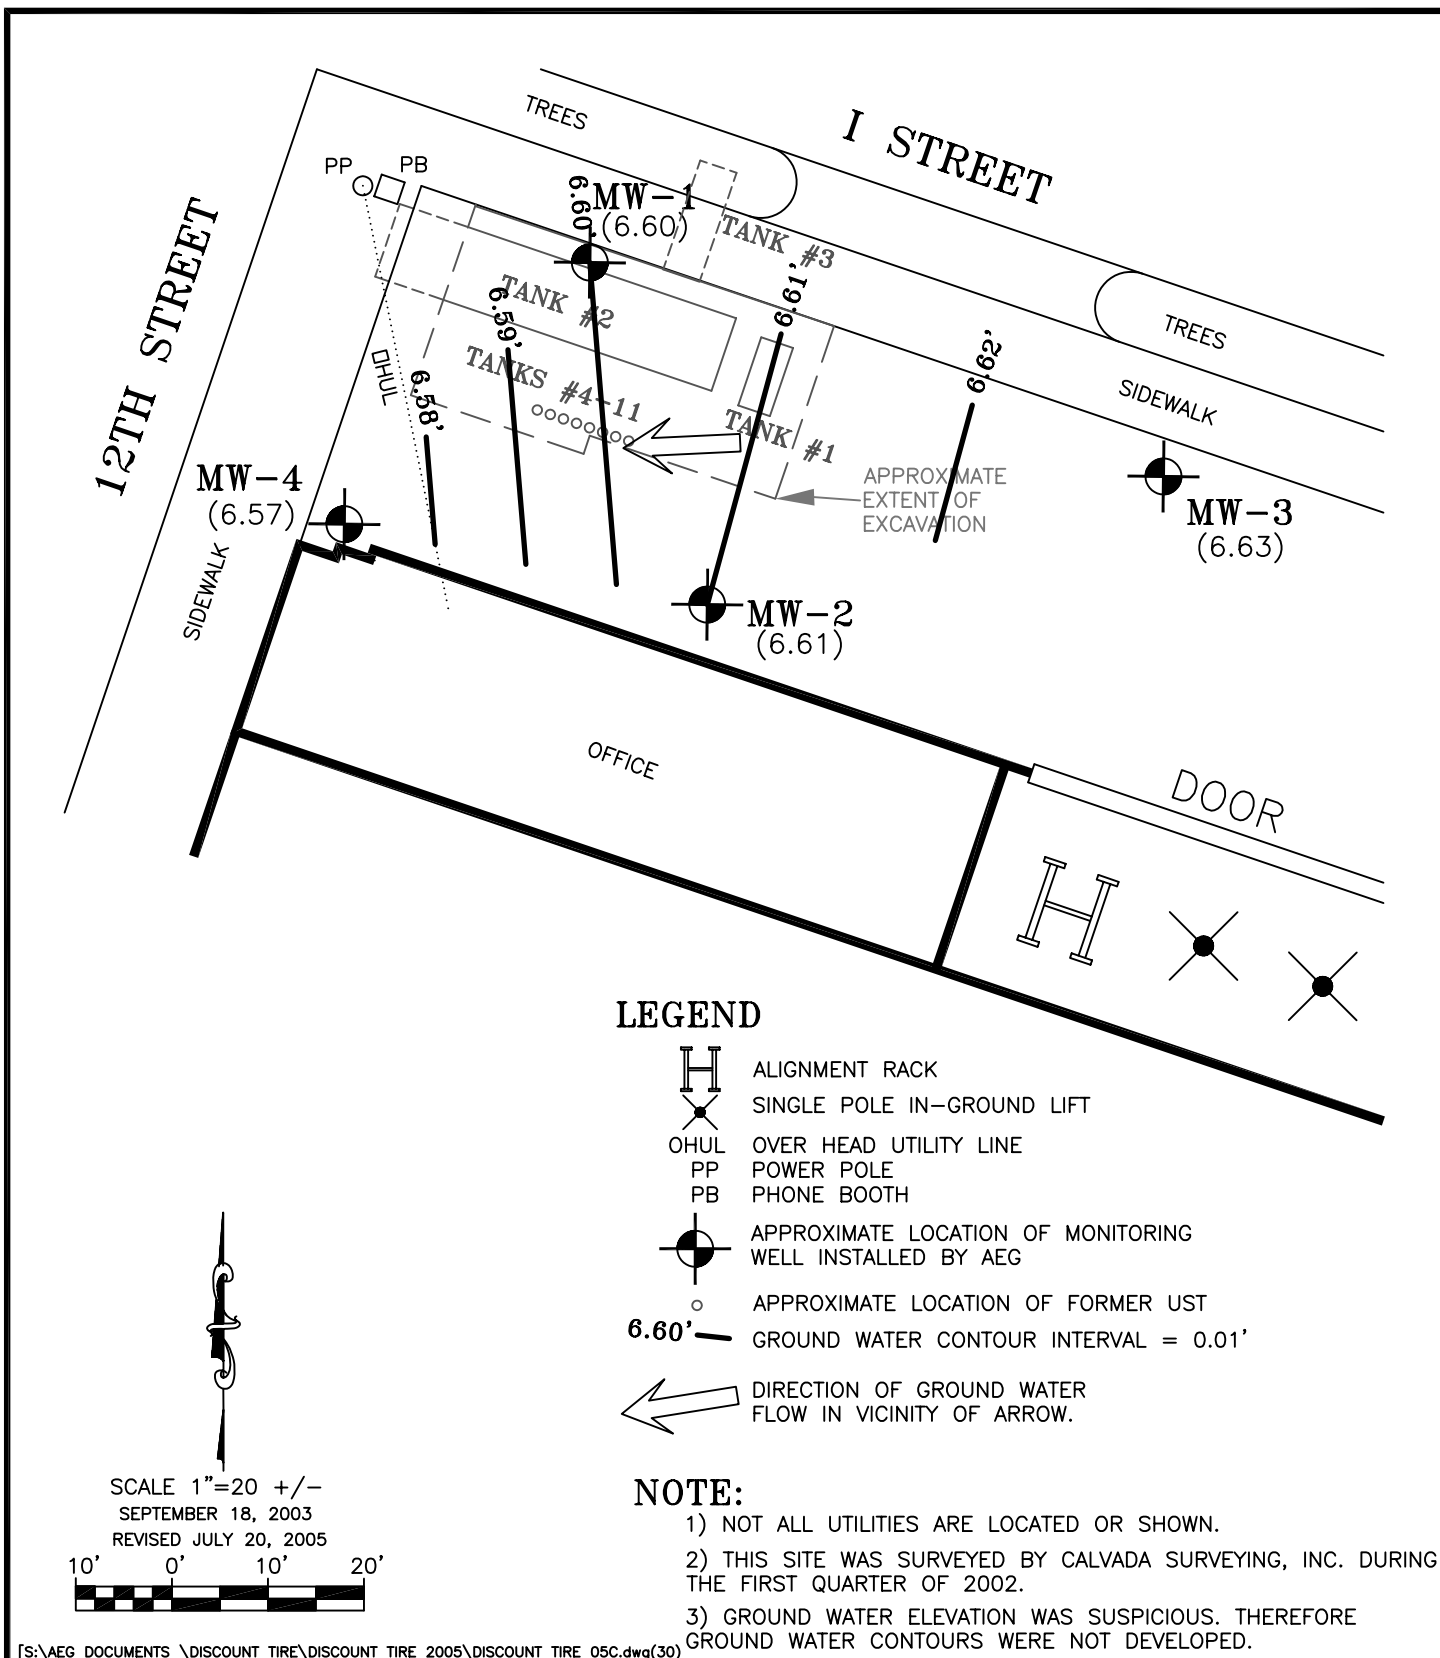 TREES
I STREET
PP
PB
6.60'
MW-1
(6.60)
TANK #3
12TH STREET
TANK #2
6.59'
6.61'
6.62'
TREES
OHUL
6.58'
TANKS #4-11
TANK #1
SIDEWALK
MW-4
(6.57)
APPROXIMATE
EXTENT OF
EXCAVATION
MW-3
(6.63)
SIDEWALK
MW-2
(6.61)
OFFICE
DOOR
LEGEND
ALIGNMENT RACK
SINGLE POLE IN-GROUND LIFT
OHUL OVER HEAD UTILITY LINE
PP POWER POLE
PB PHONE BOOTH
APPROXIMATE LOCATION OF MONITORING
WELL INSTALLED BY AEG
APPROXIMATE LOCATION OF FORMER UST
6.60' GROUND WATER CONTOUR INTERVAL = 0.01'
DIRECTION OF GROUND WATER
FLOW IN VICINITY OF ARROW.
SCALE 1"=20 +/-
SEPTEMBER 18, 2003
REVISED JULY 20, 2005
10' 0' 10' 20'
NOTE:
1) NOT ALL UTILITIES ARE LOCATED OR SHOWN.
2) THIS SITE WAS SURVEYED BY CALVADA SURVEYING, INC. DURING
THE FIRST QUARTER OF 2002.
3) GROUND WATER ELEVATION WAS SUSPICIOUS. THEREFORE
GROUND WATER CONTOURS WERE NOT DEVELOPED.
[S:\AEG DOCUMENTS \DISCOUNT TIRE\DISCOUNT TIRE 2005\DISCOUNT TIRE 05C.dwg(30)